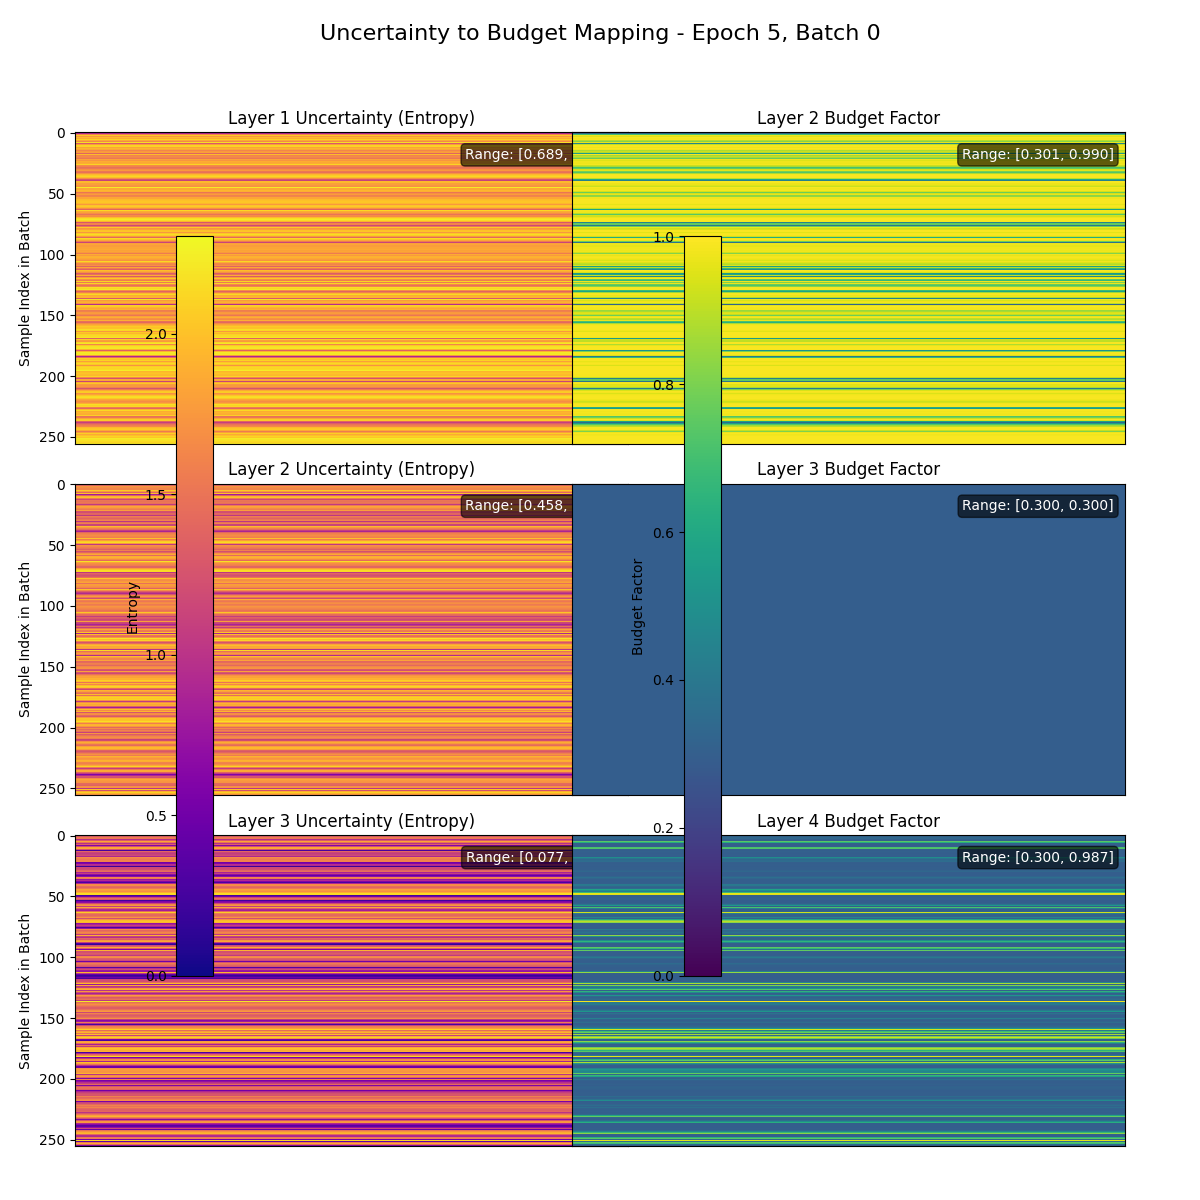 Uncertainty to Budget Mapping - Epoch 5, Batch 0
Layer 1 Uncertainty (Entropy)
Layer 2 Budget Factor
Range: [0.689,
Range: [0.301, 0.990]
Sample Index in Batch
0
50
100
150
200
250
Layer 2 Uncertainty (Entropy)
Layer 3 Budget Factor
Range: [0.458,
Range: [0.300, 0.300]
Sample Index in Batch
0
50
100
150
200
250
Layer 3 Uncertainty (Entropy)
Layer 4 Budget Factor
Range: [0.077,
Range: [0.300, 0.987]
Sample Index in Batch
0
50
100
150
200
250
Entropy
2.0
1.5
1.0
0.5
0.0
Budget Factor
1.0
0.8
0.6
0.4
0.2
0.0